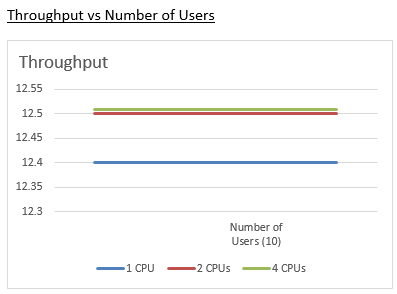 Throughput vs Number of Users
Throughput
12.55
12.5
12.45
12.4
12.35
12.3
Number of
Users (10)
1 CPU 2 CPUs 4 CPUs